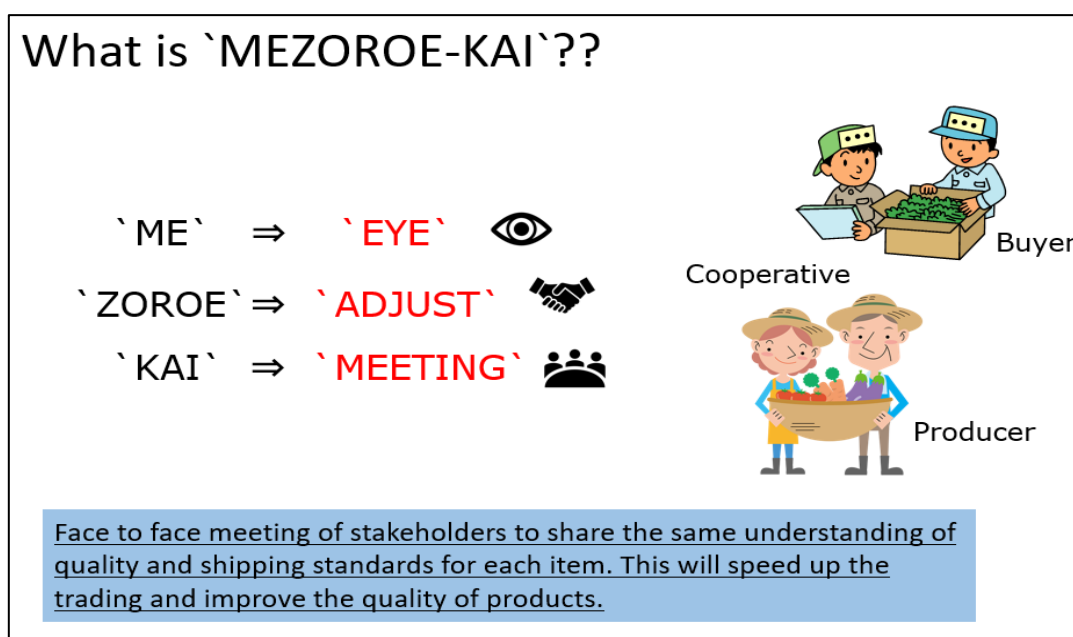 What is `MEZOROE-KAI`??
`ME` ⇒ `EYE`
`ZOROE` ⇒ `ADJUST`
`KAI` ⇒ `MEETING`
Buyer
Cooperative
Producer
Face to face meeting of stakeholders to share the same understanding of
quality and shipping standards for each item. This will speed up the
trading and improve the quality of products.